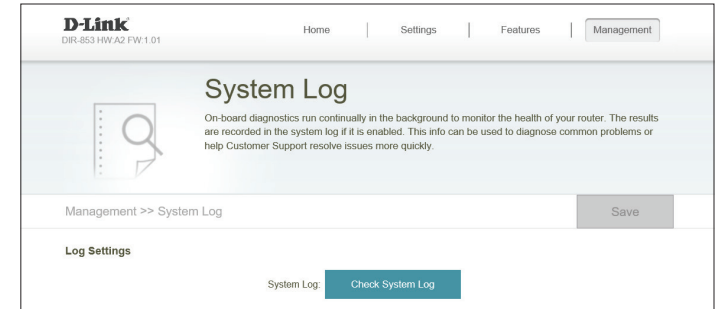 D-Link
DIR-853 HW:A2 FW:1.01
Home | Settings | Features | Management
System Log
On-board diagnostics run continually in the background to monitor the health of your router. The results
are recorded in the system log if it is enabled. This info can be used to diagnose common problems or
help Customer Support resolve issues more quickly.
Management >> System Log
Save
Log Settings
System Log: Check System Log